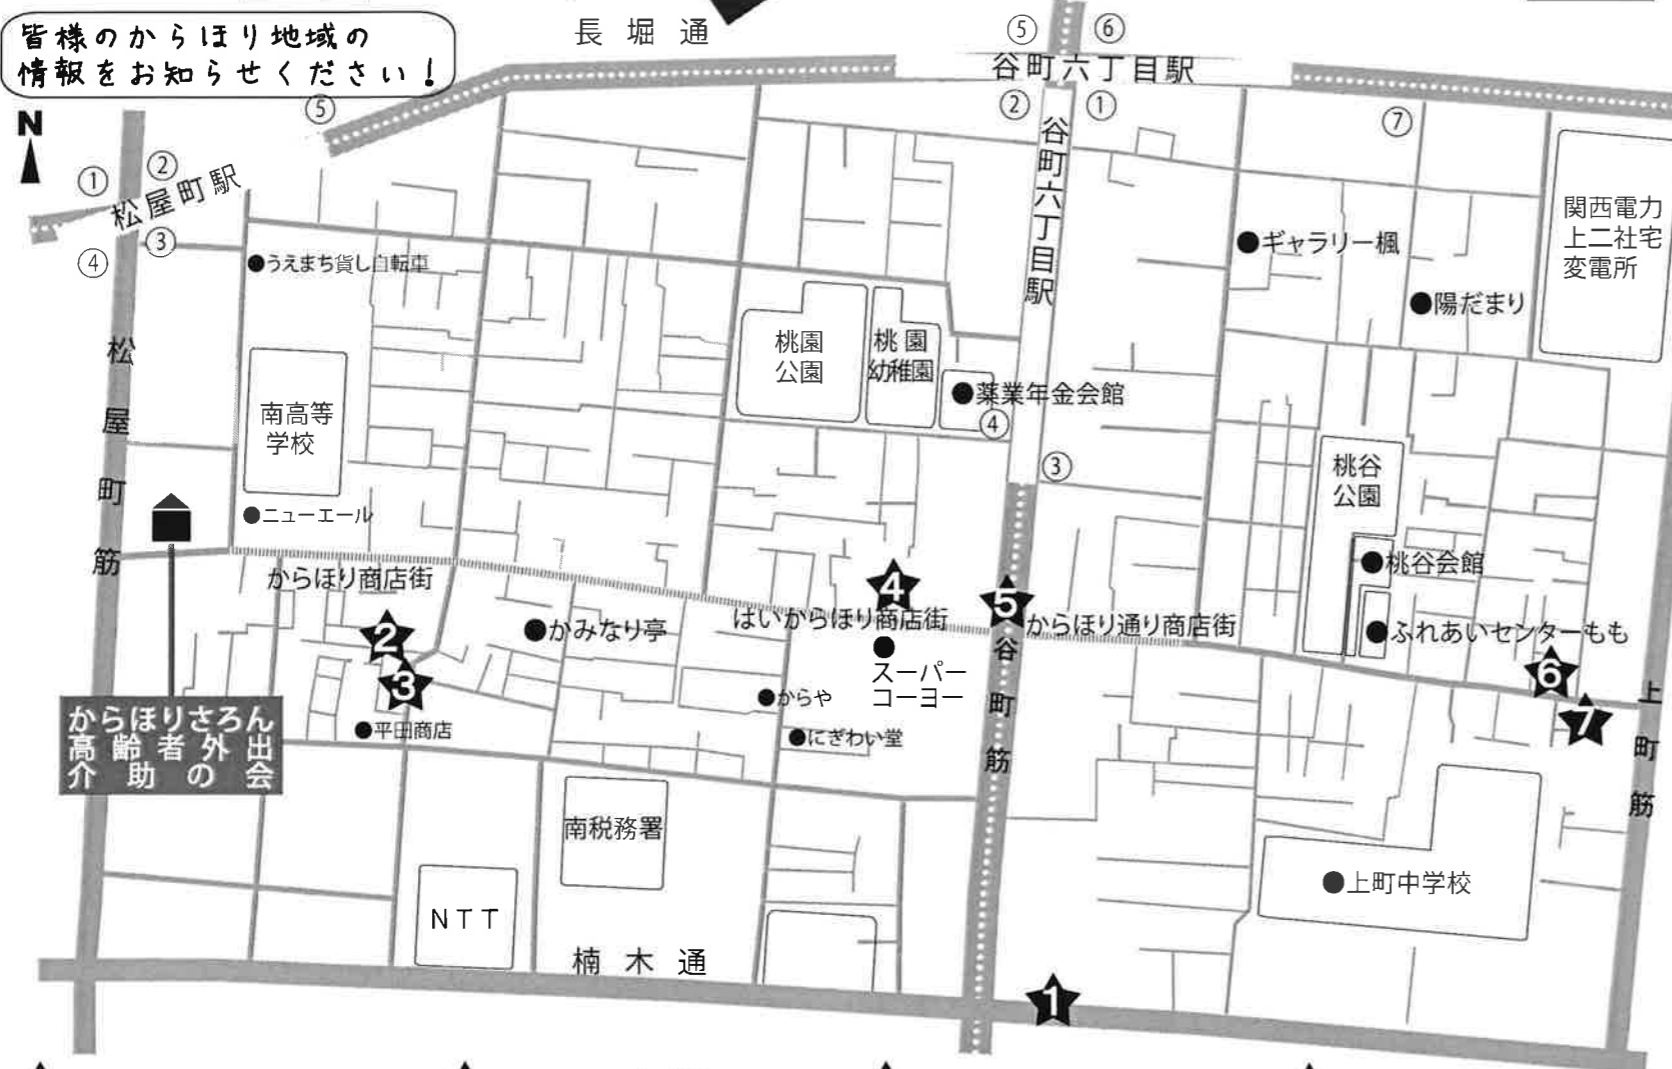 皆様のからほり地域の
情報をお知らせください！
長堀通
⑤
⑥
谷町六丁目駅
②
①
⑤
⑦
N
①
②
松屋町駅
③
④
谷町六丁目駅
関西電力
上二社宅
変電所
●ギャラリー楓
●うえまち貸し自転車
●陽だまり
松屋町筋
桃園
公園
桃園
幼稚園
●薬業年金会館
④
南高等
学校
③
桃谷
公園
●ニューエール
●桃谷会館
からほり商店街
4
5
はいからほり商店街
からほり通り商店街
2
●かみなり亭
●ふれあいセンターもも
●
スーパー
コーヨー
谷町筋
6
3
●からや
上町筋
7
からほりさろん
高齢者外出
介助の会
●平田商店
●にぎわい堂
南税務署
●上町中学校
NTT
楠木通
1